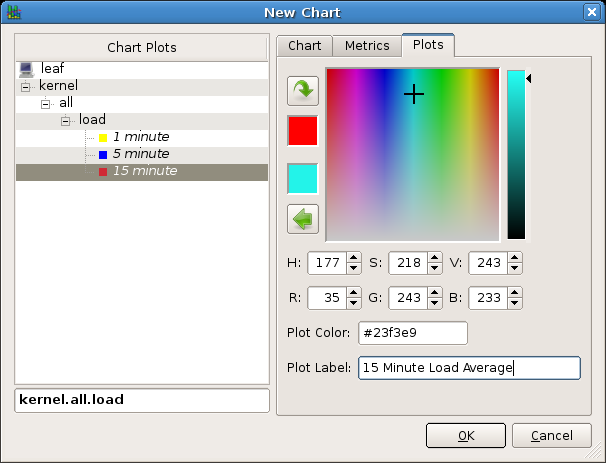 New Chart
Chart Plots
leaf
kernel
all
load
1 minute
5 minute
15 minute
kernel.all.load
Chart Metrics Plots
H: 177 S: 218 V: 243
R: 35 G: 243 B: 233
Plot Color: #23f3e9
Plot Label: 15 Minute Load Average
OK Cancel